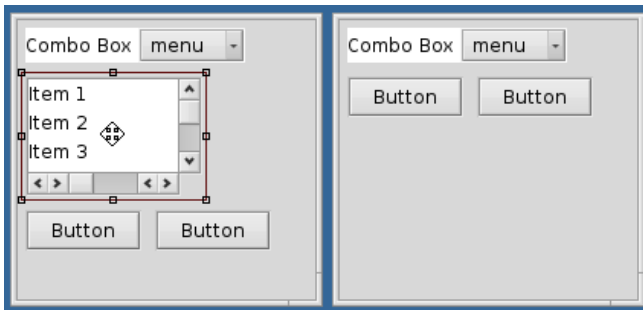 Combo Box menu
Item 1
Item 2
Item 3
Button Button
Combo Box menu
Button Button